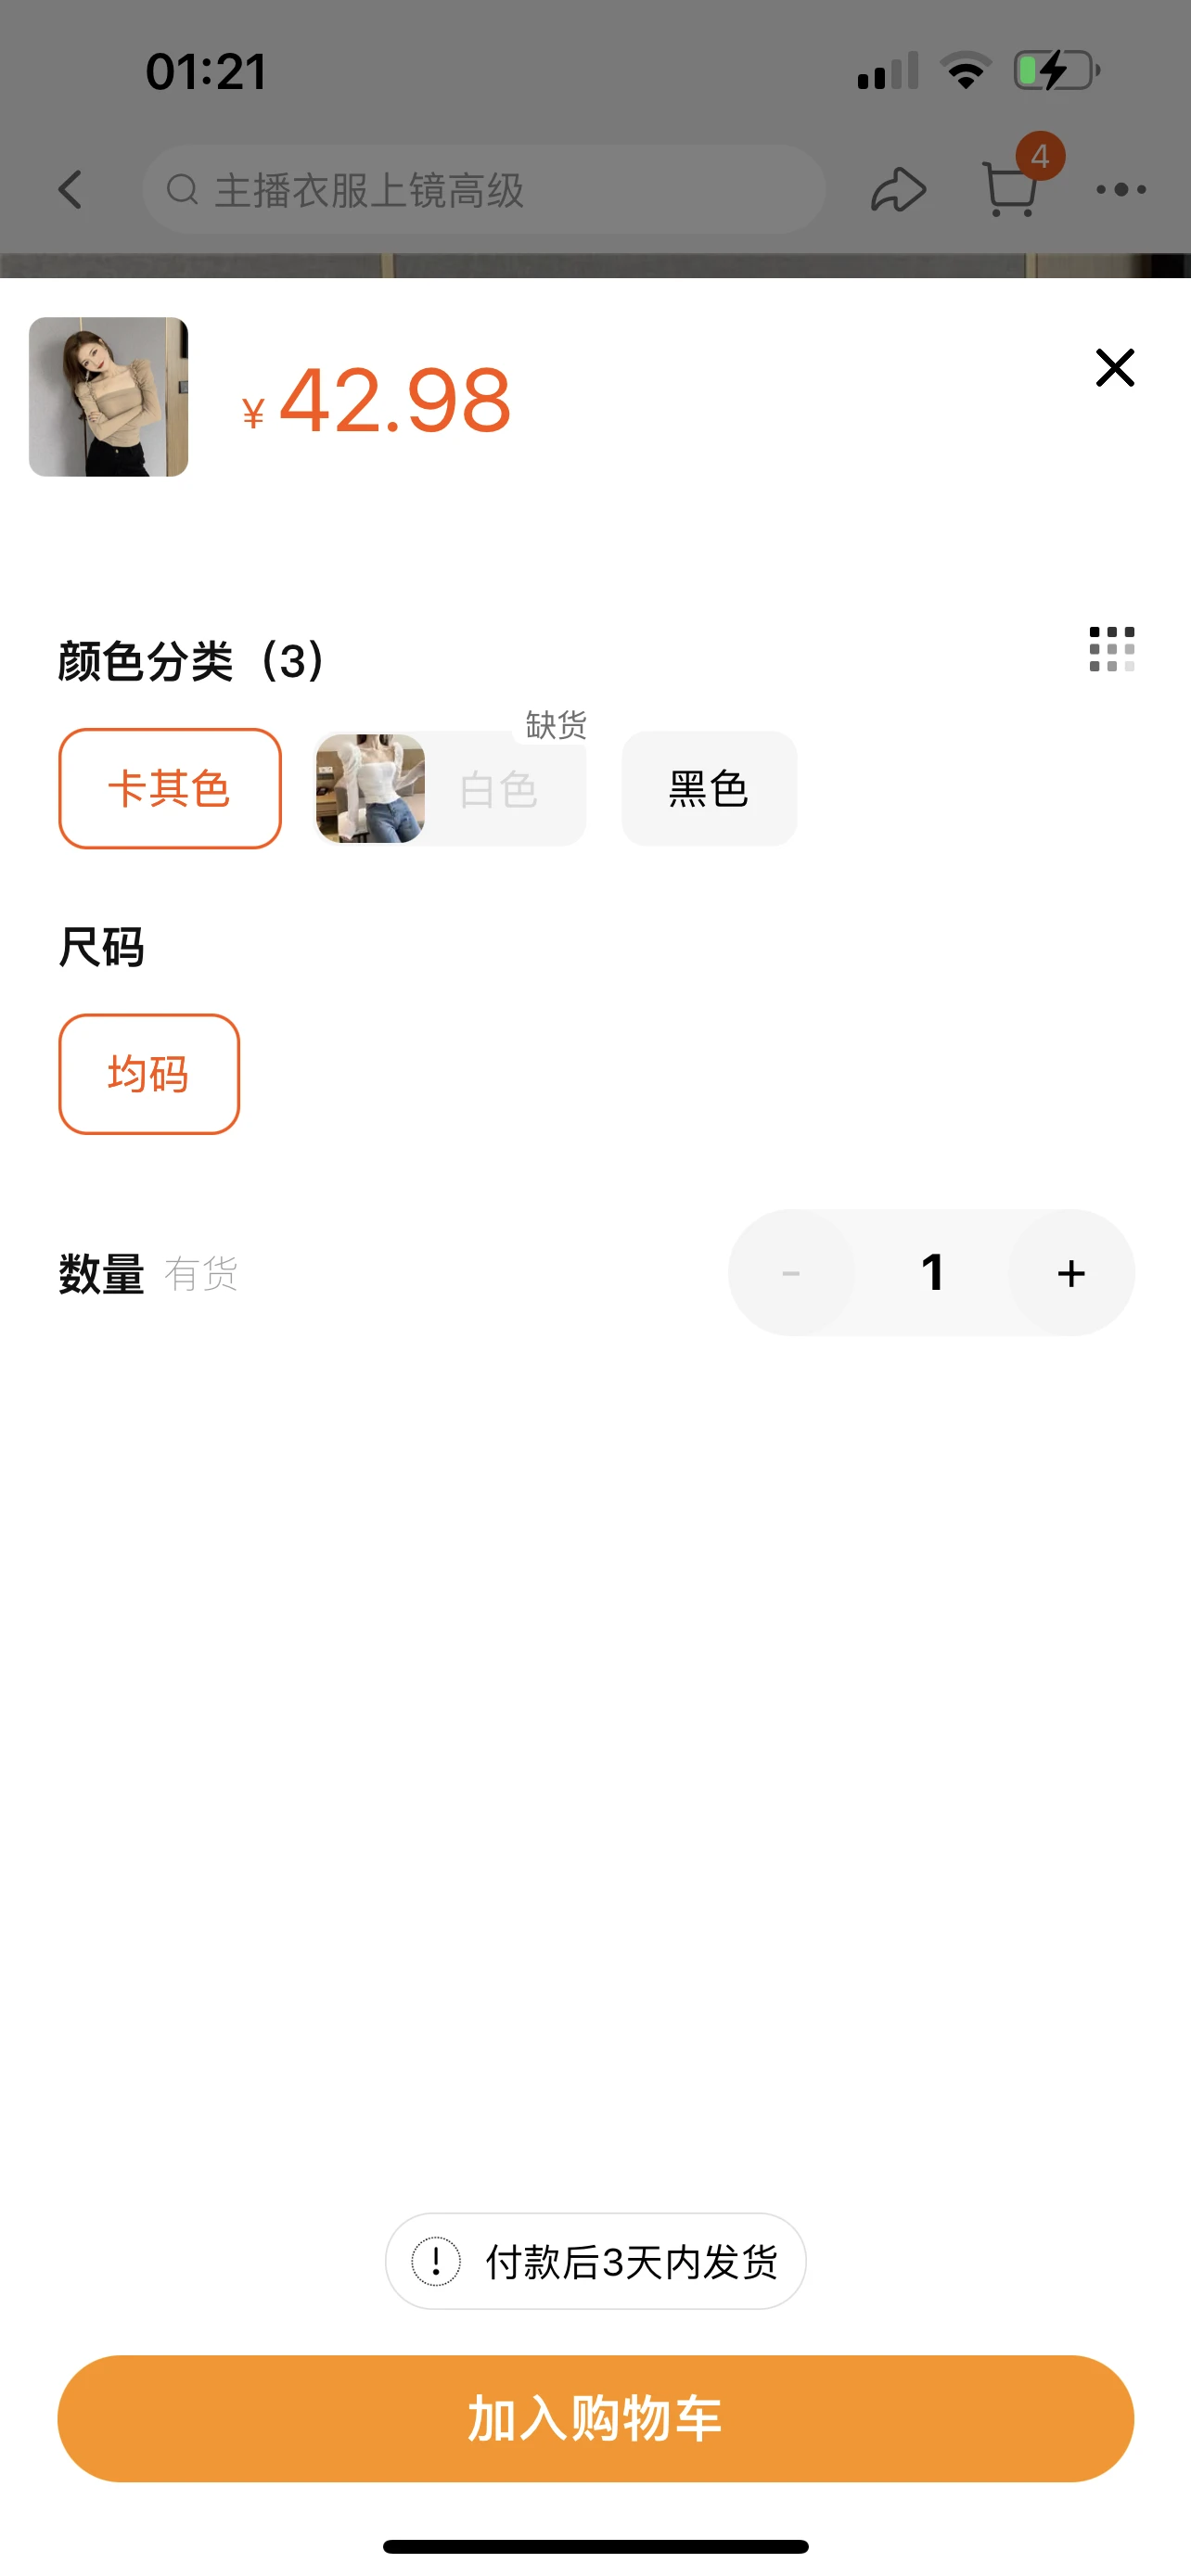 01:21
主播衣服上镜高级
4
¥42.98
颜色分类（3）
缺货
卡其色
白色
黑色
尺码
均码
数量 有货
- 1 +
付款后3天内发货
加入购物车